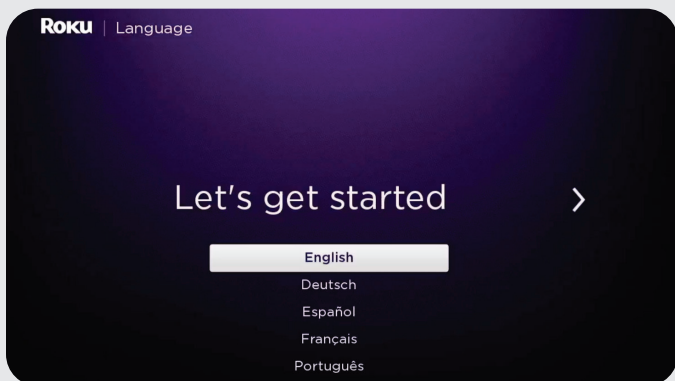 Roku | Language
Let's get started
English
Deutsch
Español
Français
Português